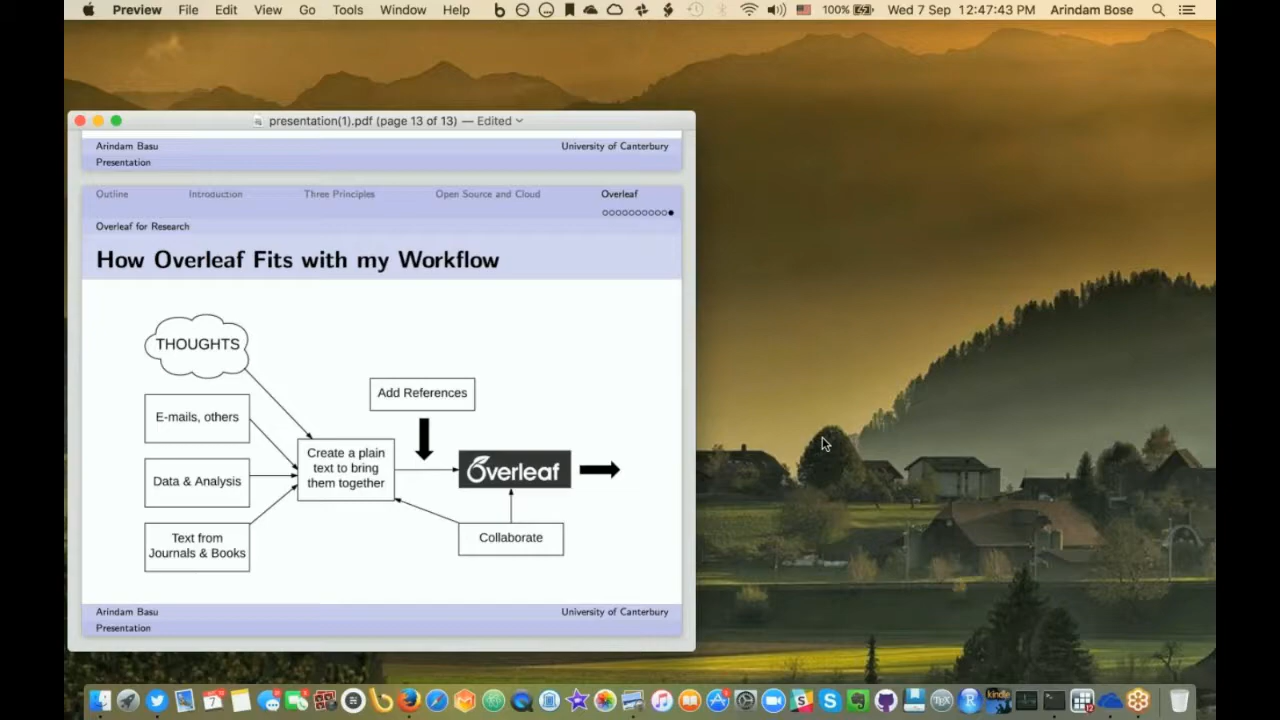 Preview File Edit View Go Tools Window Help 100% Wed 7 Sep 12:47:43 PM Arindam Bose
presentation(1).pdf (page 13 of 13) — Edited
Arindam Basu University of Canterbury
Presentation
Outline Introduction Three Principles Open Source and Cloud Overleaf
Overleaf for Research
How Overleaf Fits with my Workflow
THOUGHTS
Add References
E-mails, others
Create a plain
text to bring
them together
Overleaf
Data & Analysis
Text from
Journals & Books
Collaborate
Arindam Basu University of Canterbury
Presentation
kindle